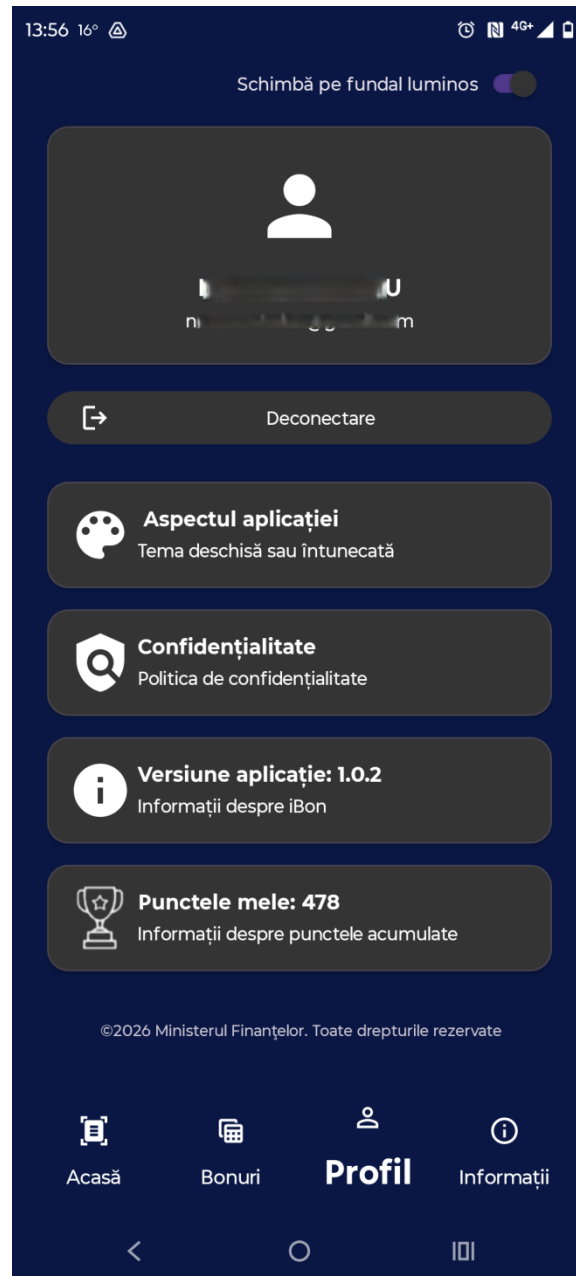 13:56 16°
4G+
Schimbă pe fundal luminos
Deconectare
Aspectul aplicației
Tema deschisă sau întunecată
Confidențialitate
Politica de confidențialitate
Versiune aplicație: 1.0.2
Informații despre iBon
Punctele mele: 478
Informații despre punctele acumulate
©2026 Ministerul Finanţelor. Toate drepturile rezervate
Acasă
Bonuri
Profil
Informații